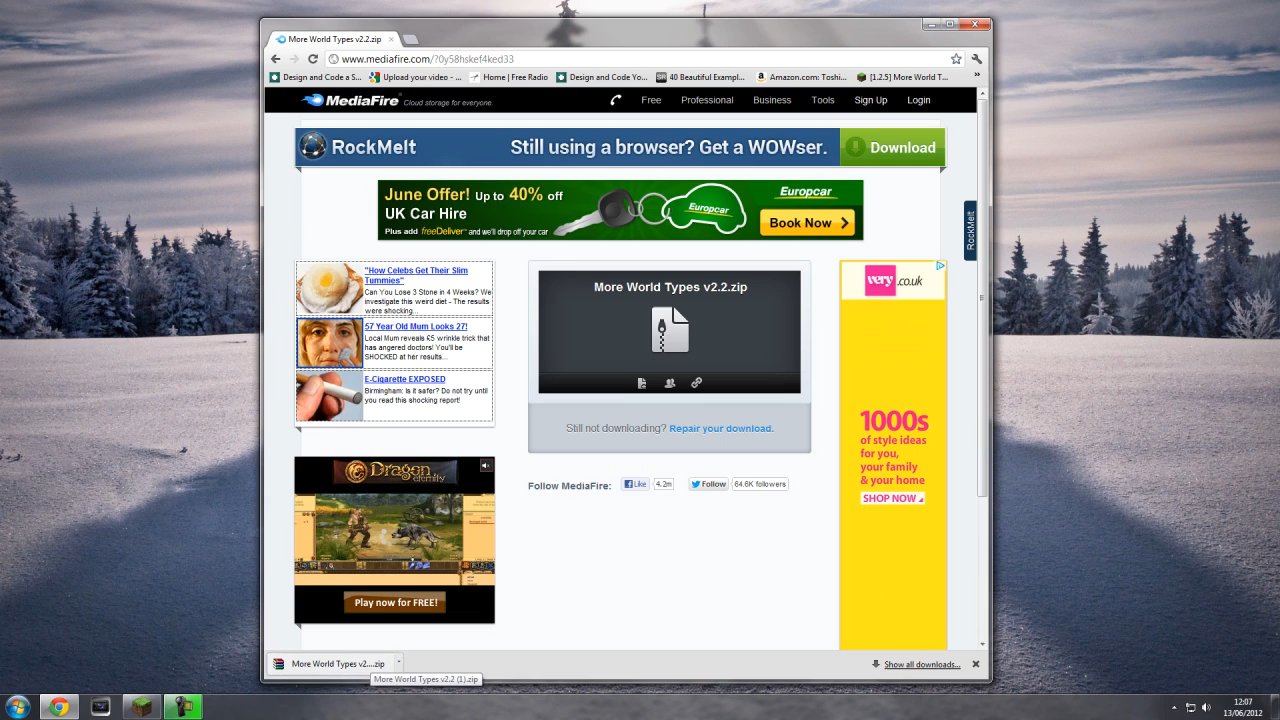 More World Types v2.2.zip
www.mediafire.com/?0y58hskef4ked33
Design and Code a S...
Upload your video - ...
Home | Free Radio
Design and Code Yo...
SR
40 Beautiful Exampl...
Amazon.com: Toshi...
[1.2.5] More World T...
»
MediaFire® Cloud storage for everyone.
Free
Professional
Business
Tools
Sign Up
Login
RockMelt
Still using a browser? Get a WOWser.
Download
June Offer! Up to 40% off
UK Car Hire
Plus add freeDeliver™ and we'll drop off your car
Europcar
Europcar
Book Now
RockMelt
"How Celebs Get Their Slim
Tummies"
Can You Lose 3 Stone in 4 Weeks? We
investigate this weird diet - The results
were shocking...
57 Year Old Mum Looks 27!
Local Mum reveals £5 wrinkle trick that
has angered doctors! You'll be
SHOCKED at her results...
E-Cigarette EXPOSED
Birmingham: Is it safer? Do not try until
you read this shocking report!
More World Types v2.2.zip
Still not downloading? Repair your download.
Follow MediaFire:
Like
4.2m
Follow
64.6K followers
very.co.uk
1000s
of style ideas
for you,
your family
& your home
SHOP NOW
Dragon
eternity
Play now for FREE!
More World Types v2....zip
Show all downloads...
More World Types v2.2 (1).zip
12:07
13/06/2012